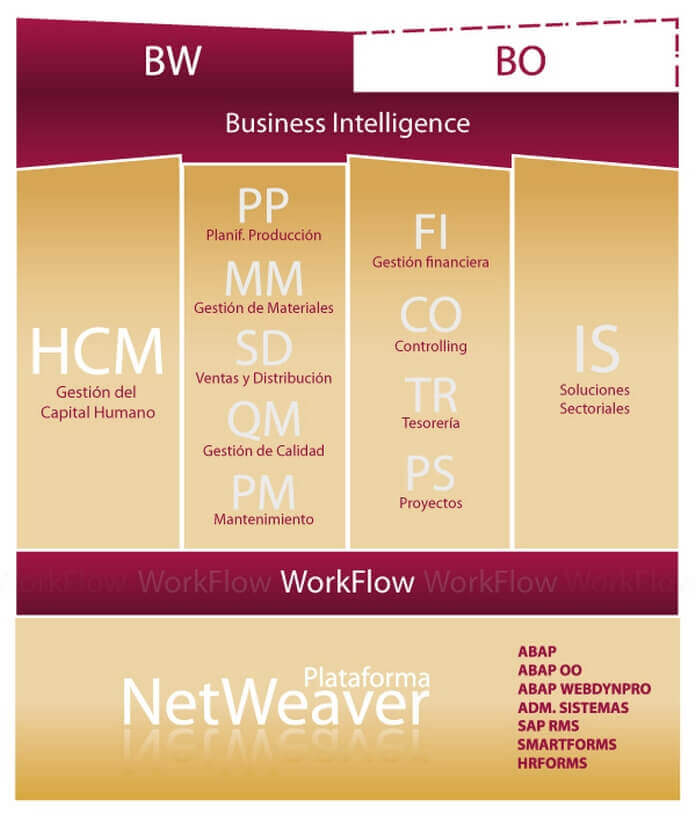 BW
BO
Business Intelligence
HCM
Gestión del
Capital Humano
PP
Planif. Producción
MM
Gestión de Materiales
SD
Ventas y Distribución
QM
Gestión de Calidad
PM
Mantenimiento
FI
Gestión financiera
CO
Controlling
TR
Tesorería
PS
Proyectos
IS
Soluciones
Sectoriales
WorkFlow WorkFlow WorkFlow WorkFlow WorkFlow
Plataforma
NetWeaver
ABAP
ABAP OO
ABAP WEBDYNPRO
ADM. SISTEMAS
SAP RMS
SMARTFORMS
HRFORMS